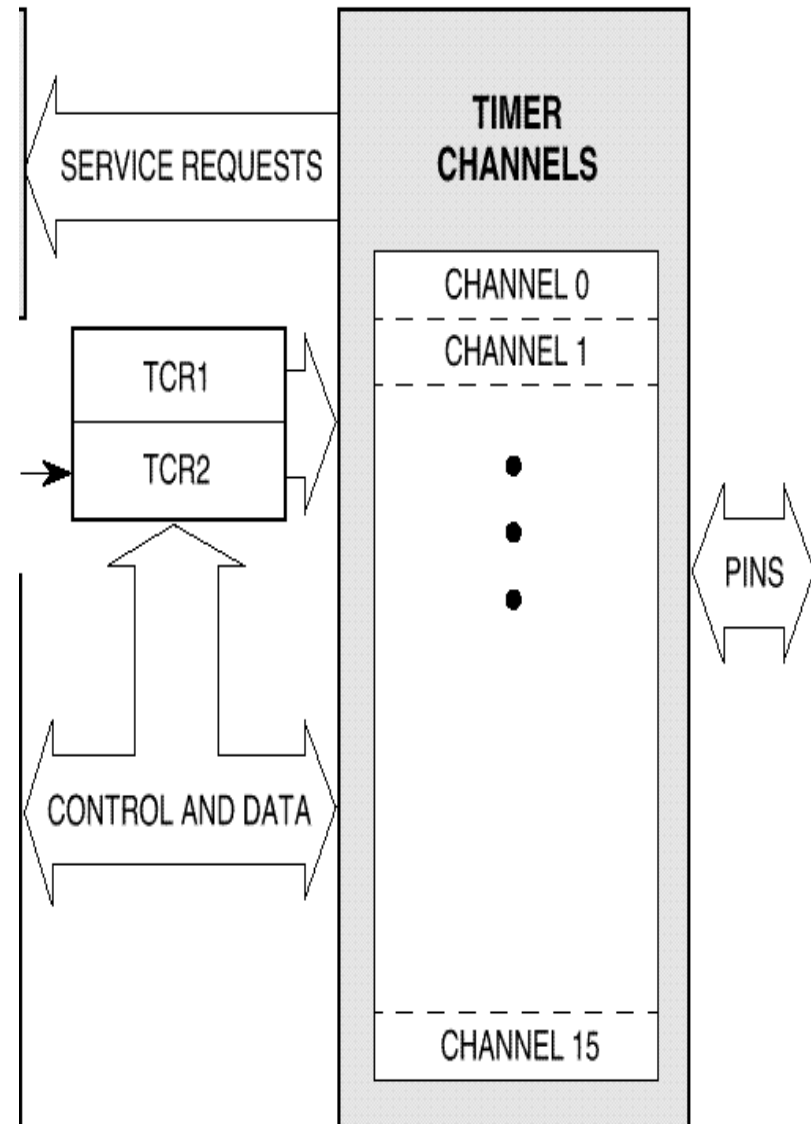 SERVICE REQUESTS
TIMER
CHANNELS
CHANNEL 0
CHANNEL 1
TCR1
TCR2
PINS
CONTROL AND DATA
CHANNEL 15